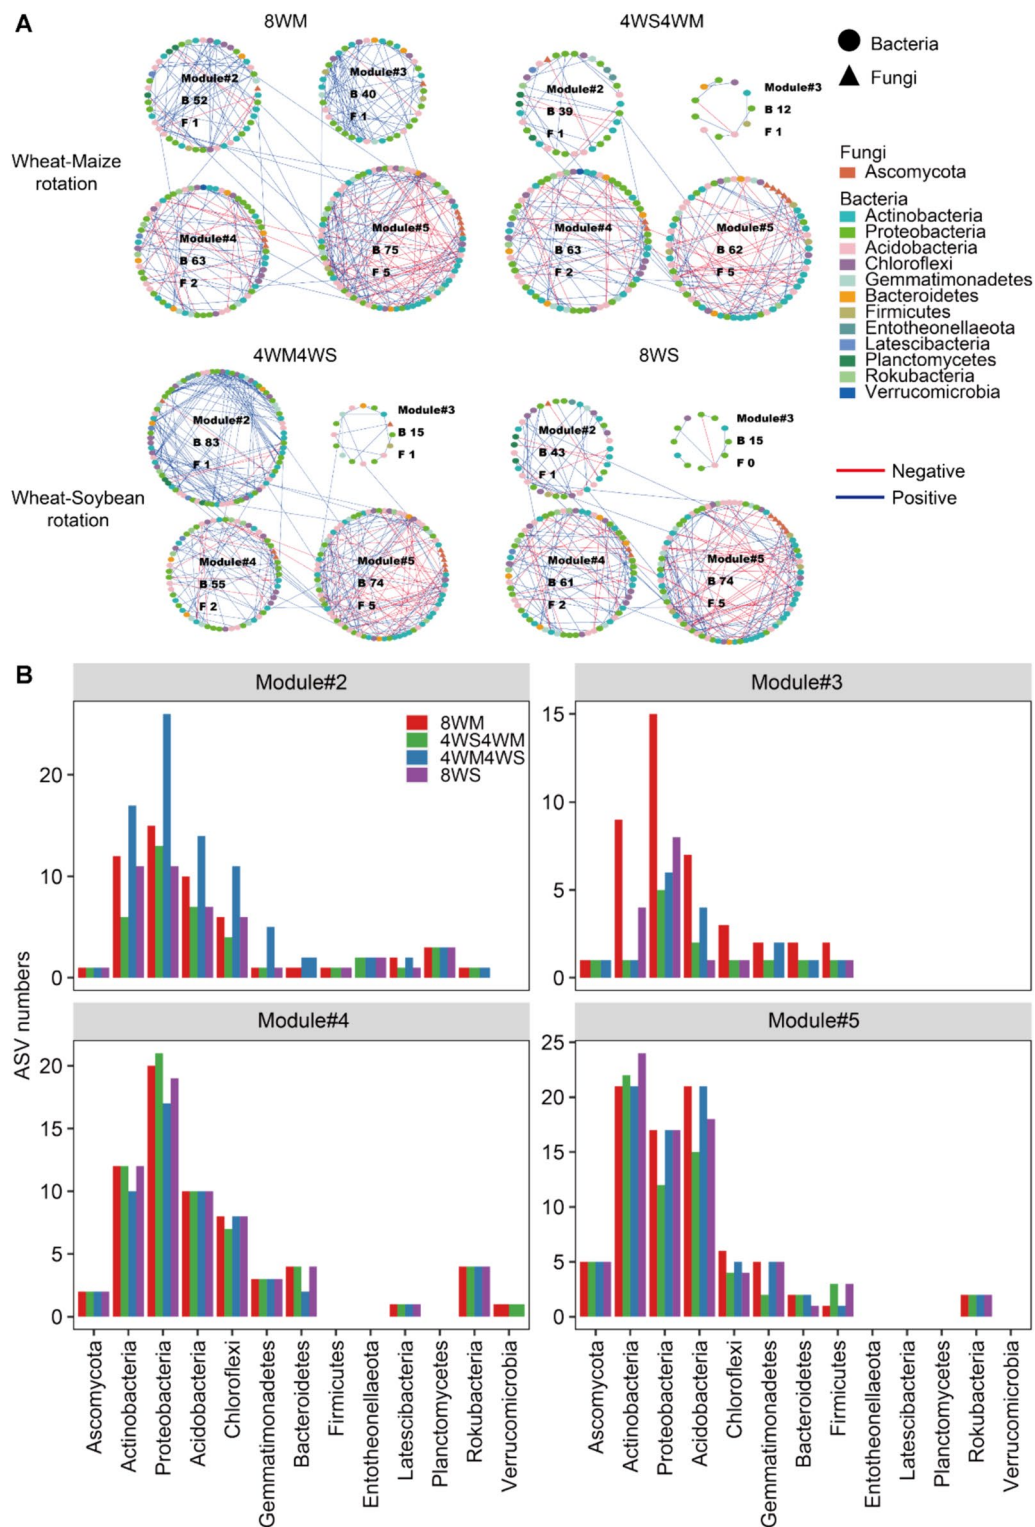 A
8WM
4WS4WM
Bacteria
Fungi
Module#2
B 52
F 1
Module#3
B 40
F 1
Module#2
B 39
F 1
Module#3
B 12
F 1
Wheat-Maize
rotation
Module#4
B 63
F 2
Module#5
B 75
F 5
Module#4
B 63
F 2
Module#5
B 62
F 5
Fungi
Ascomycota
Bacteria
Actinobacteria
Proteobacteria
Acidobacteria
Chloroflexi
Gemmatimonadetes
Bacteroidetes
Firmicutes
Entotheonellaeota
Latescibacteria
Planctomycetes
Rokubacteria
Verrucomicrobia
4WM4WS
8WS
Module#2
B 83
F 1
Module#3
B 15
F 1
Module#2
B 43
F 1
Module#3
B 15
F 0
Negative
Positive
Wheat-Soybean
rotation
Module#4
B 55
F 2
Module#5
B 74
F 5
Module#4
B 61
F 2
Module#5
B 74
F 5
B
Module#2
Module#3
8WM
4WS4WM
4WM4WS
8WS
20
10
0
15
10
5
0
ASV numbers
Module#4
Module#5
20
15
10
5
0
25
20
15
10
5
0
Ascomycota
Actinobacteria
Proteobacteria
Acidobacteria
Chloroflexi
Gemmatimonadetes
Bacteroidetes
Firmicutes
Entotheonellaeota
Latescibacteria
Planctomycetes
Rokubacteria
Verrucomicrobia
Ascomycota
Actinobacteria
Proteobacteria
Acidobacteria
Chloroflexi
Gemmatimonadetes
Bacteroidetes
Firmicutes
Entotheonellaeota
Latescibacteria
Planctomycetes
Rokubacteria
Verrucomicrobia